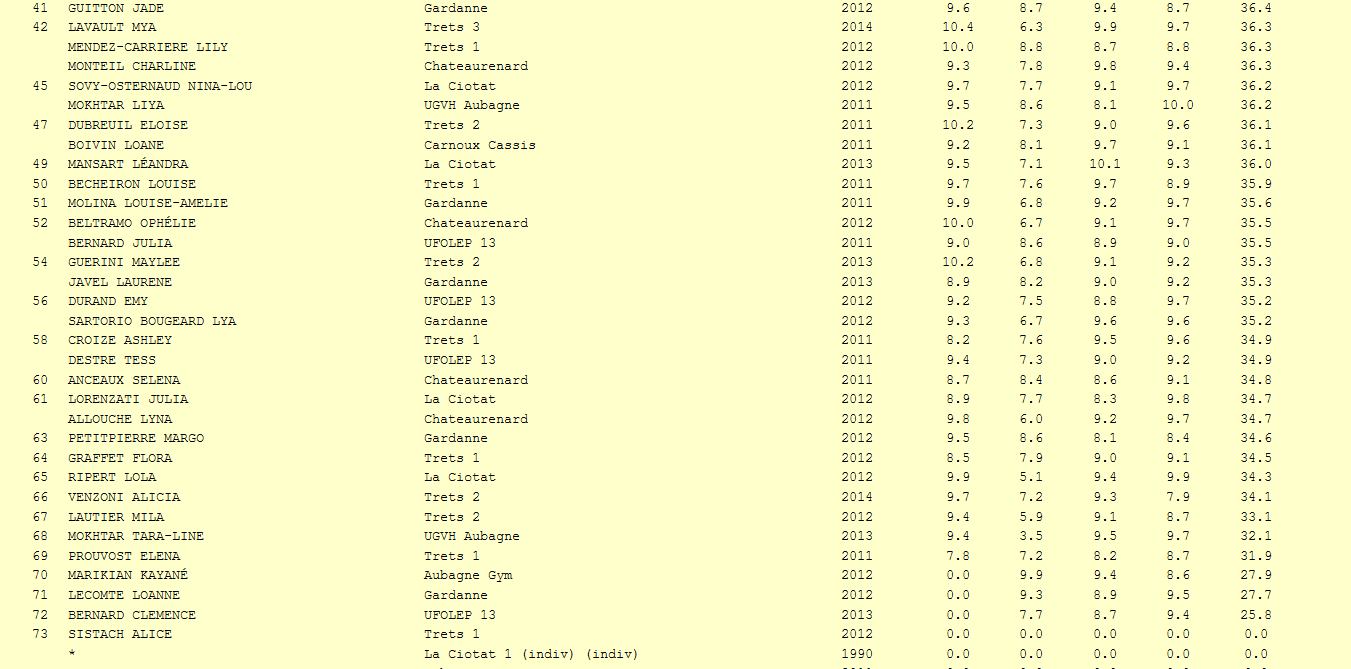 41 GUITTON JADE Gardanne 2012 9.6 8.7 9.4 8.7 36.4
42 LAVAULT MYA Trets 3 2014 10.4 6.3 9.9 9.7 36.3
MENDEZ-CARRIERE LILY Trets 1 2012 10.0 8.8 8.7 8.8 36.3
MONTEIL CHARLINE Chateaurenard 2012 9.3 7.8 9.8 9.4 36.3
45 SOVY-OSTERNAUD NINA-LOU La Ciotat 2012 9.7 7.7 9.1 9.7 36.2
MOKHTAR LIYA UGVH Aubagne 2011 9.5 8.6 8.1 10.0 36.2
47 DUBREUIL ELOISE Trets 2 2011 10.2 7.3 9.0 9.6 36.1
BOIVIN LOANE Carnoux Cassis 2011 9.2 8.1 9.7 9.1 36.1
49 MANSART LÉANDRA La Ciotat 2013 9.5 7.1 10.1 9.3 36.0
50 BECHEIRON LOUISE Trets 1 2011 9.7 7.6 9.7 8.9 35.9
51 MOLINA LOUISE-AMELIE Gardanne 2011 9.9 6.8 9.2 9.7 35.6
52 BELTRAMO OPHÉLIE Chateaurenard 2012 10.0 6.7 9.1 9.7 35.5
BERNARD JULIA UFOLEP 13 2011 9.0 8.6 8.9 9.0 35.5
54 GUERINI MAYLEE Trets 2 2013 10.2 6.8 9.1 9.2 35.3
JAVEL LAURENE Gardanne 2013 8.9 8.2 9.0 9.2 35.3
56 DURAND EMY UFOLEP 13 2012 9.2 7.5 8.8 9.7 35.2
SARTORIO BOUGEARD LYA Gardanne 2012 9.3 6.7 9.6 9.6 35.2
58 CROIZE ASHLEY Trets 1 2011 8.2 7.6 9.5 9.6 34.9
DESTRE TESS UFOLEP 13 2011 9.4 7.3 9.0 9.2 34.9
60 ANCEAUX SELENA Chateaurenard 2011 8.7 8.4 8.6 9.1 34.8
61 LORENZATI JULIA La Ciotat 2012 8.9 7.7 8.3 9.8 34.7
ALLOUCHE LYNA Chateaurenard 2012 9.8 6.0 9.2 9.7 34.7
63 PETITPIERRE MARGO Gardanne 2012 9.5 8.6 8.1 8.4 34.6
64 GRAFFET FLORA Trets 1 2012 8.5 7.9 9.0 9.1 34.5
65 RIPERT LOLA La Ciotat 2012 9.9 5.1 9.4 9.9 34.3
66 VENZONI ALICIA Trets 2 2014 9.7 7.2 9.3 7.9 34.1
67 LAUTIER MILA Trets 2 2012 9.4 5.9 9.1 8.7 33.1
68 MOKHTAR TARA-LINE UGVH Aubagne 2013 9.4 3.5 9.5 9.7 32.1
69 PROUVOST ELENA Trets 1 2011 7.8 7.2 8.2 8.7 31.9
70 MARIKIAN KAYANÉ Aubagne Gym 2012 0.0 9.9 9.4 8.6 27.9
71 LECOMTE LOANNE Gardanne 2012 0.0 9.3 8.9 9.5 27.7
72 BERNARD CLEMENCE UFOLEP 13 2013 0.0 7.7 8.7 9.4 25.8
73 SISTACH ALICE Trets 1 2012 0.0 0.0 0.0 0.0 0.0
* La Ciotat 1 (indiv) (indiv) 1990 0.0 0.0 0.0 0.0 0.0